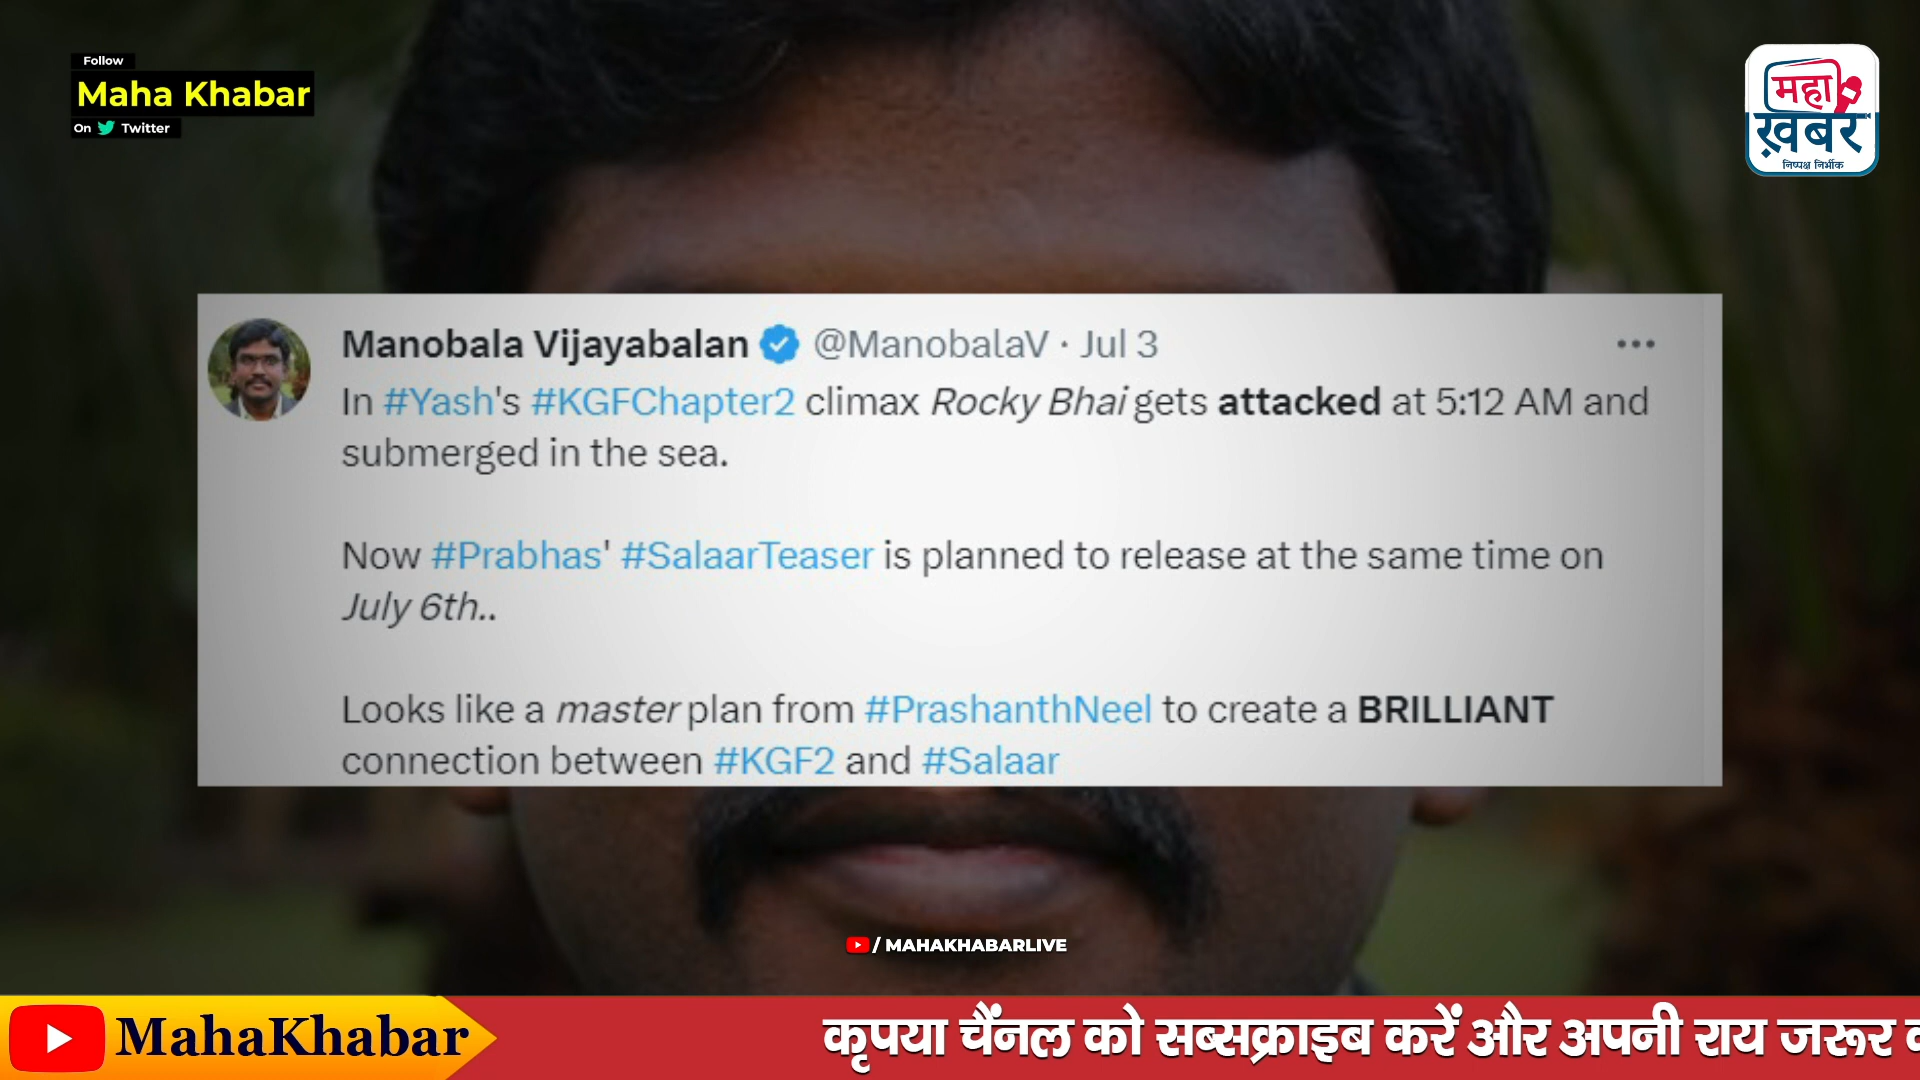 Follow
Maha Khabar
On Twitter
महा
ख़बर
निष्पक्ष निर्भीक
Manobala Vijayabalan @ManobalaV · Jul 3
In #Yash's #KGFChapter2 climax Rocky Bhai gets attacked at 5:12 AM and
submerged in the sea.
Now #Prabhas' #SalaarTeaser is planned to release at the same time on
July 6th..
Looks like a master plan from #PrashanthNeel to create a BRILLIANT
connection between #KGF2 and #Salaar
/ MAHAKHABARLIVE
MahaKhabar
कृपया चैंनल को सब्सक्राइब करें और अपनी राय जरूर